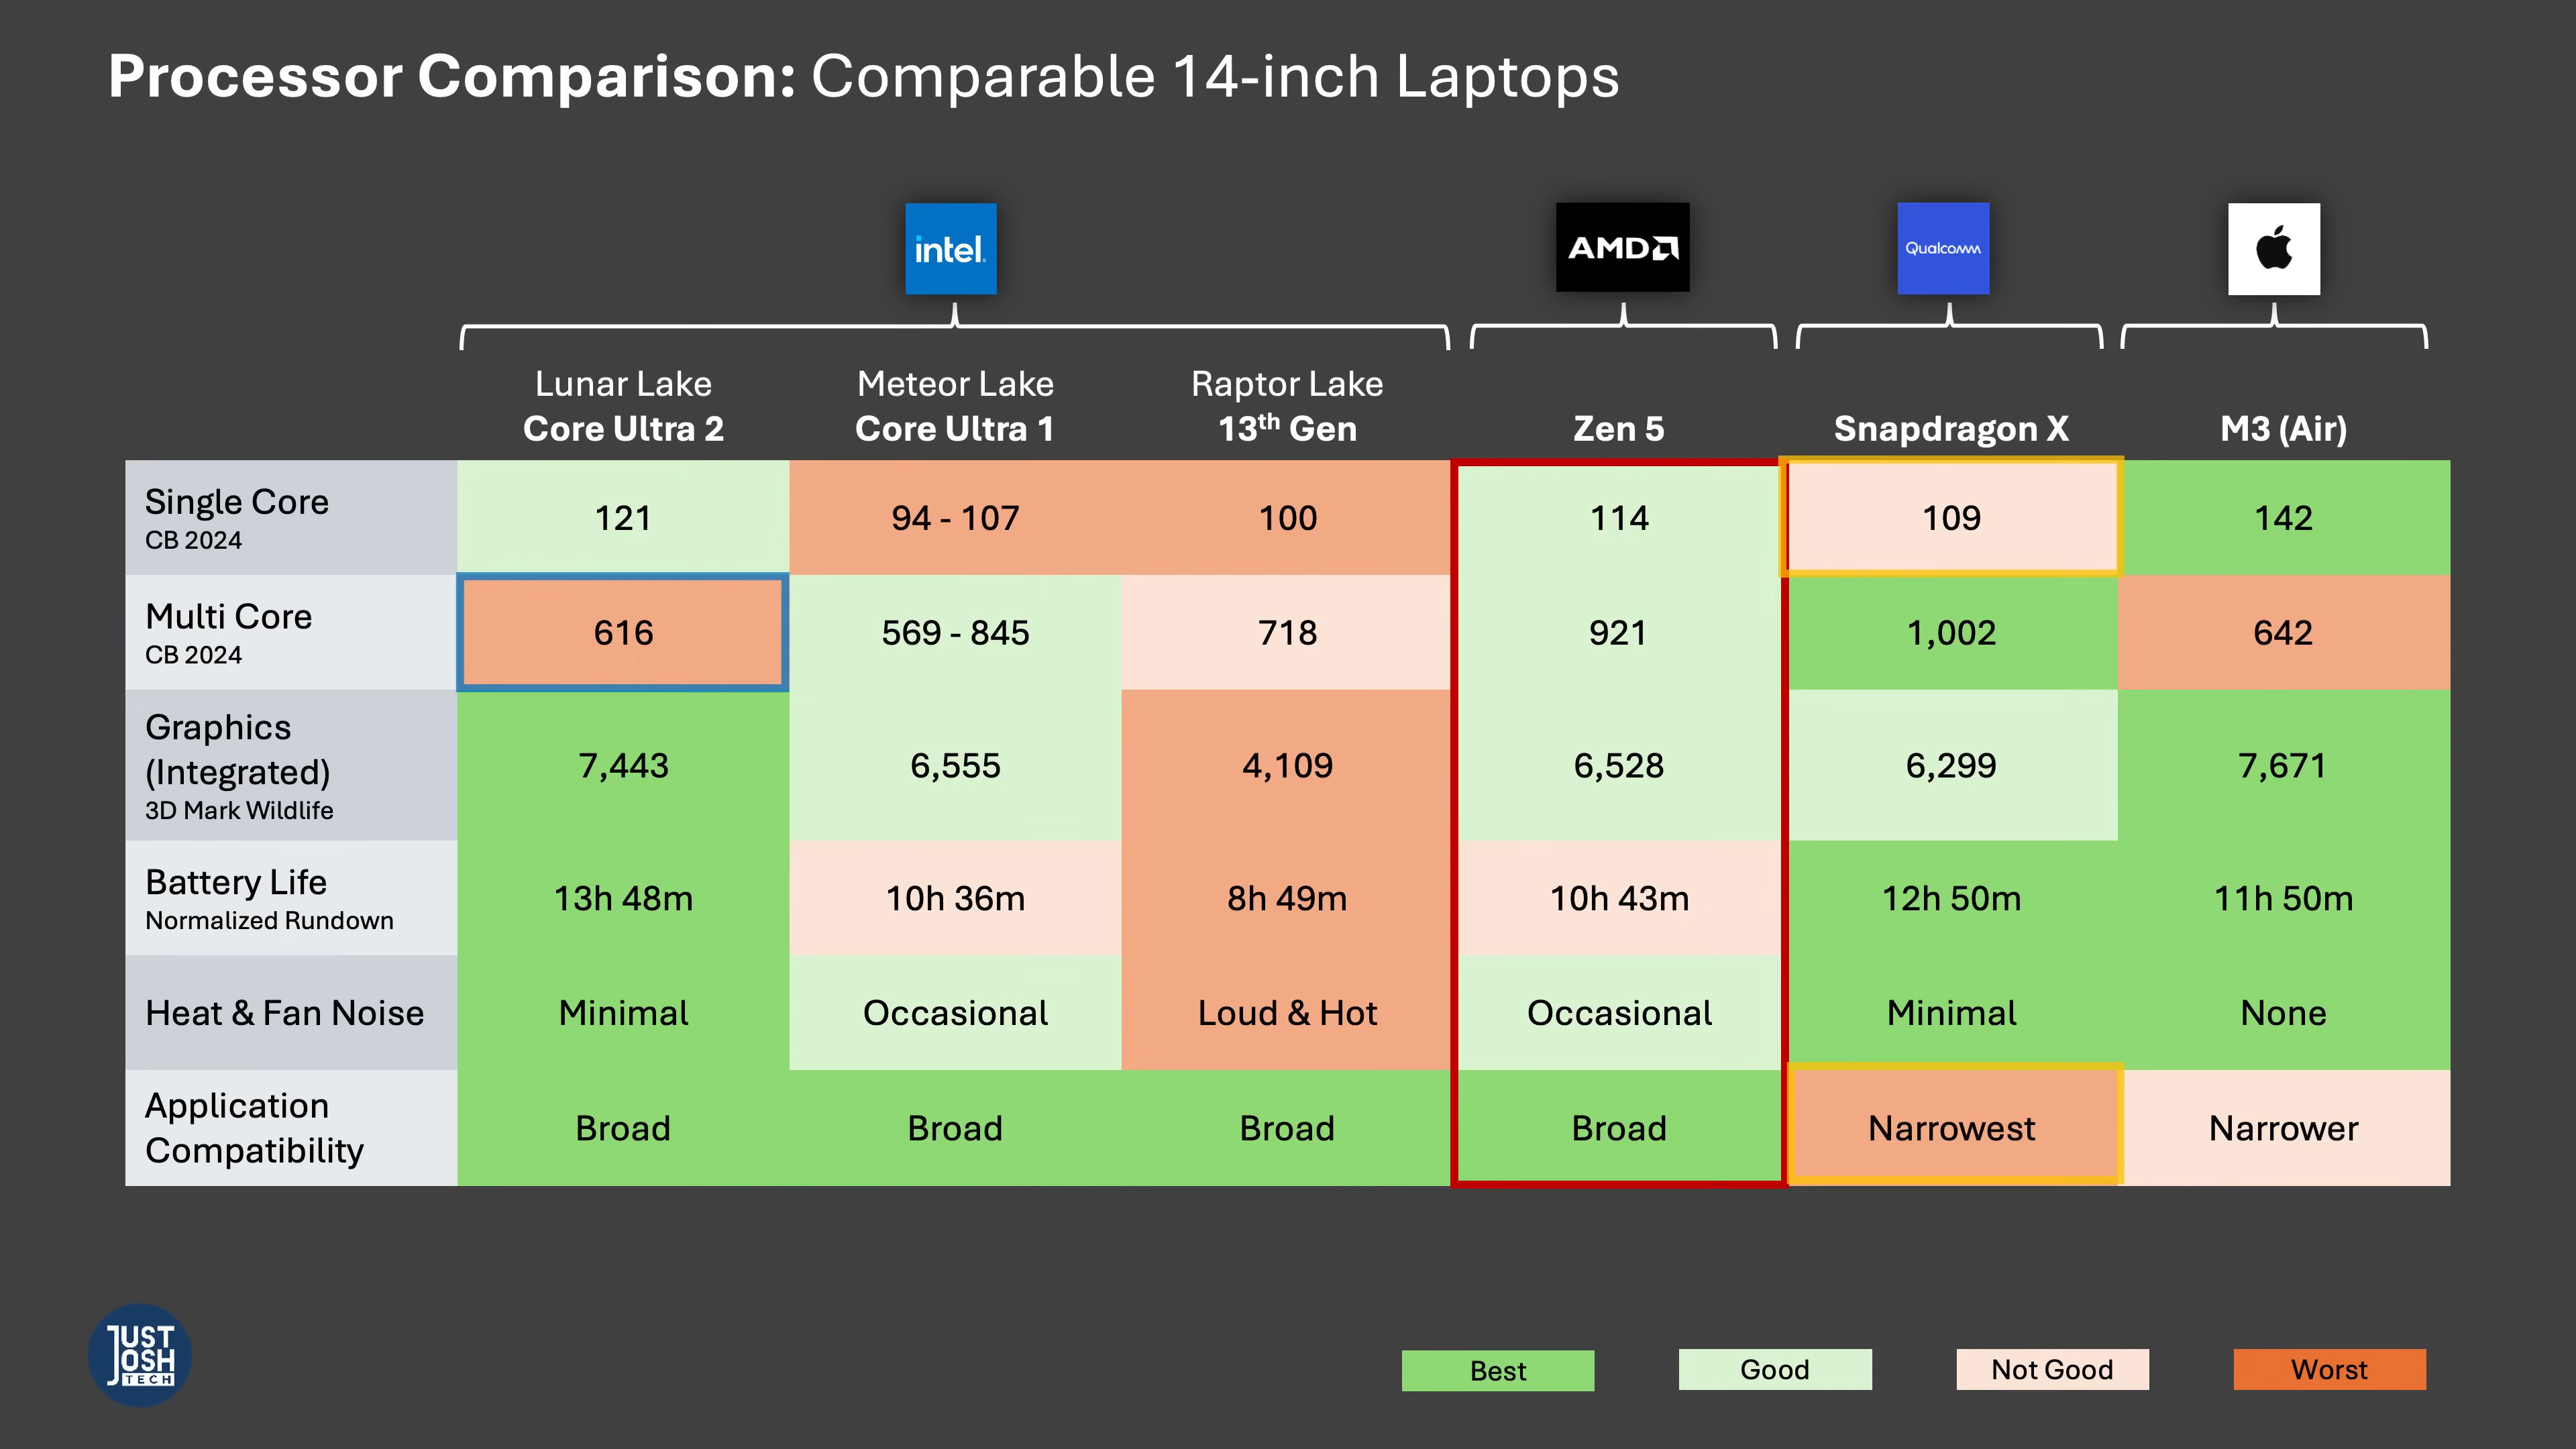 Processor Comparison: Comparable 14-inch Laptops
intel.
AMD
Qualcomm
Lunar Lake
Core Ultra 2
Meteor Lake
Core Ultra 1
Raptor Lake
13th Gen
Zen 5
Snapdragon X
M3 (Air)
Single Core
CB 2024
121
94 - 107
100
114
109
142
Multi Core
CB 2024
616
569 - 845
718
921
1,002
642
Graphics
(Integrated)
3D Mark Wildlife
7,443
6,555
4,109
6,528
6,299
7,671
Battery Life
Normalized Rundown
13h 48m
10h 36m
8h 49m
10h 43m
12h 50m
11h 50m
Heat & Fan Noise
Minimal
Occasional
Loud & Hot
Occasional
Minimal
None
Application
Compatibility
Broad
Broad
Broad
Broad
Narrowest
Narrower
JUST
JOSH
TECH
Best
Good
Not Good
Worst